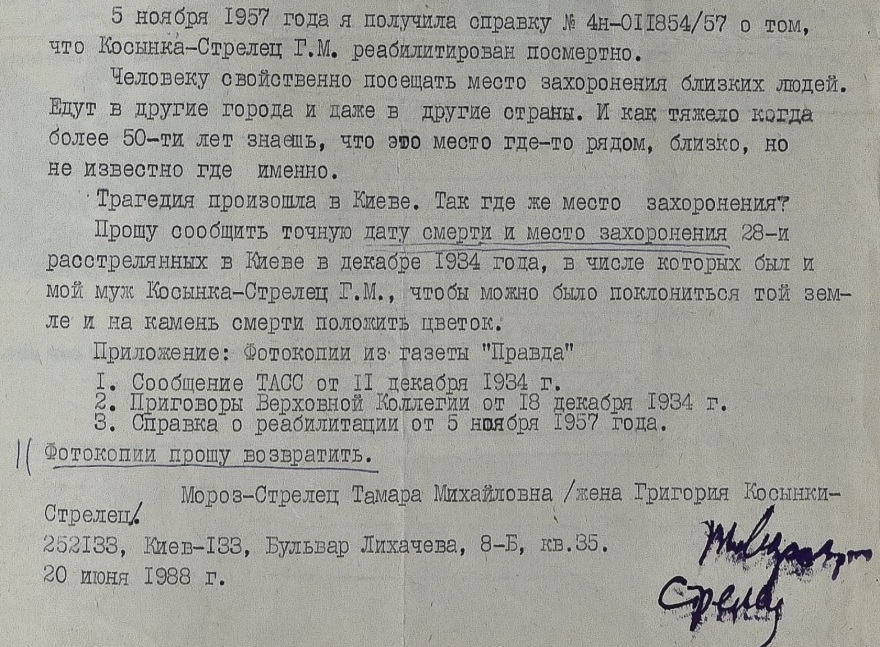 5 ноября 1957 года я получила справку № 4н-011854/57 о том,
что Косынка-Стрелец Г.М. реабилитирован посмертно.
Человеку свойственно посещать место захоронения близких людей.
Едут в другие города и даже в другие страны. И как тяжело когда
более 50-ти лет знаешь, что это место где-то рядом, близко, но
не известно где именно.
Трагедия произошла в Киеве. Так где же место захоронения?
Прошу сообщить точную дату смерти и место захоронения 28-и
расстрелянных в Киеве в декабре 1934 года, в числе которых был и
мой муж Косынка-Стрелец Г.М., чтобы можно было поклониться той зем-
ле и на камень смерти положить цветок.
Приложение: Фотокопии из газеты "Правда"
1. Сообщение ТАСС от 11 декабря 1934 г.
2. Приговоры Верховной Коллегии от 18 декабря 1934 г.
3. Справка о реабилитации от 5 ноября 1957 года.
Фотокопии прошу возвратить.
Мороз-Стрелец Тамара Михайловна /жена Григория Косынки-
Стрелец/.
252133, Киев-133, Бульвар Лихачева, 8-Б, кв.35.
20 июня 1988 г.